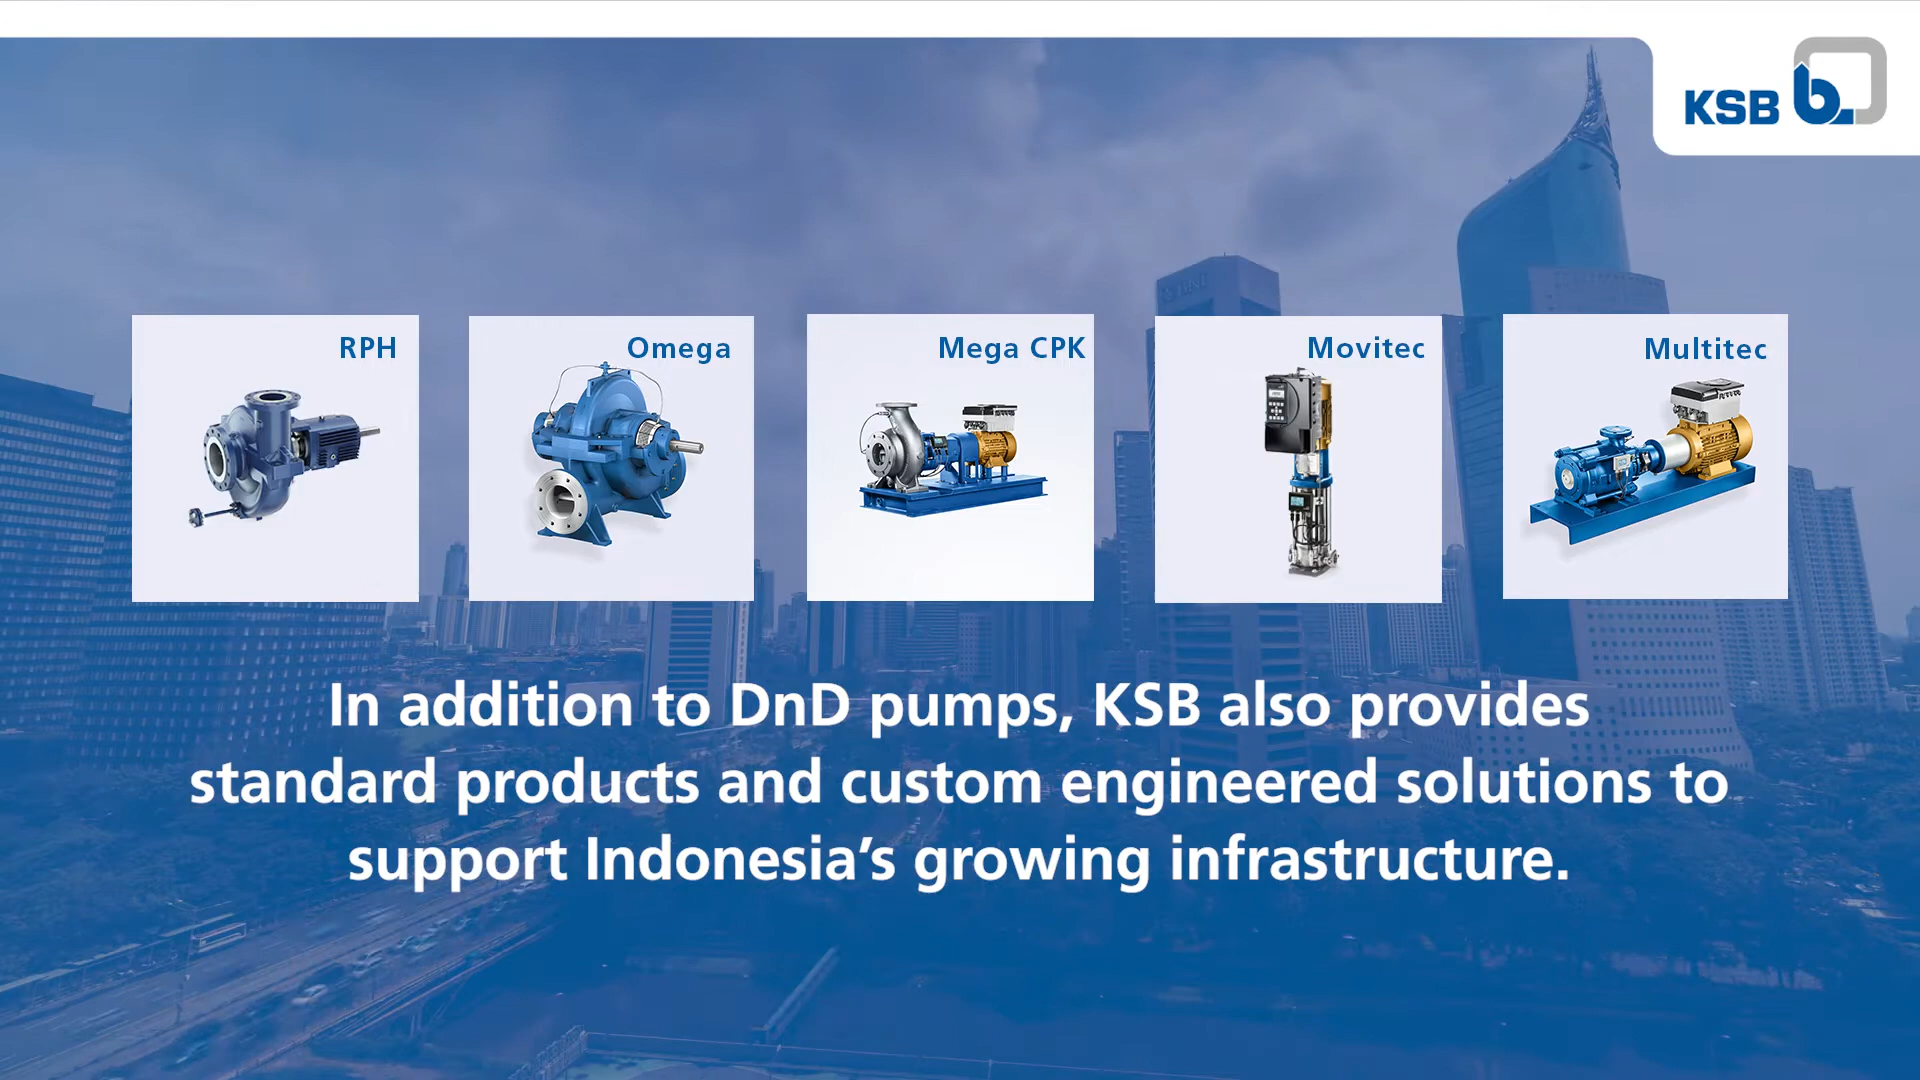 KSB
RPH
Omega
Mega CPK
Movitec
Multitec
In addition to DnD pumps, KSB also provides
standard products and custom engineered solutions to
support Indonesia’s growing infrastructure.